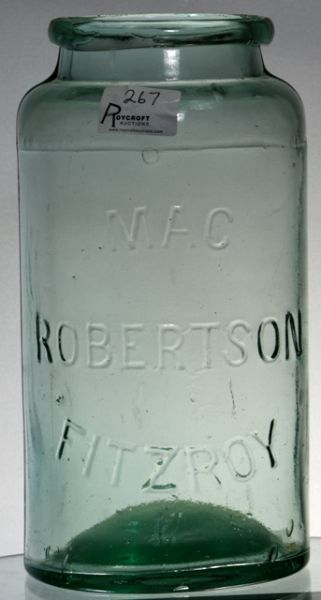 267
ROYCROFT
AUCTIONS
MAC
ROBERTSON
FITZROY